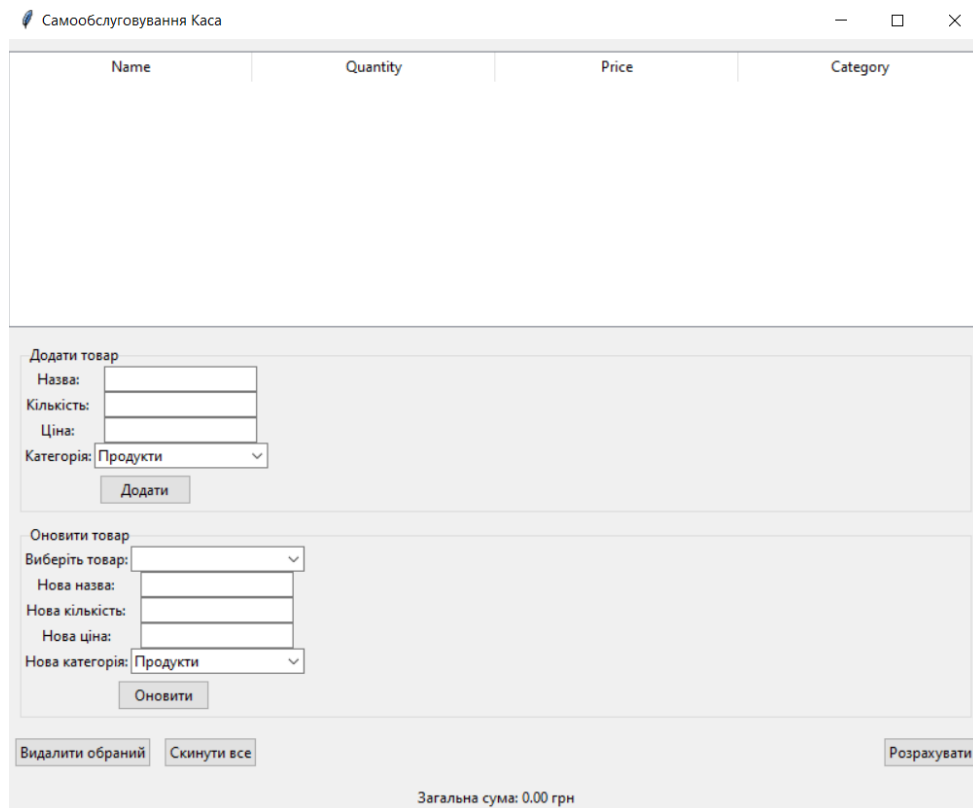 Самообслуговування Каса
Name Quantity Price Category
Додати товар
Назва:
Кількість:
Ціна:
Категорія: Продукти
Додати
Оновити товар
Виберіть товар:
Нова назва:
Нова кількість:
Нова ціна:
Нова категорія: Продукти
Оновити
Видалити обраний Скинути все Розрахувати
Загальна сума: 0.00 грн